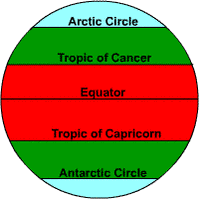 Arctic Circle
Tropic of Cancer
Equator
Tropic of Capricorn
Antarctic Circle